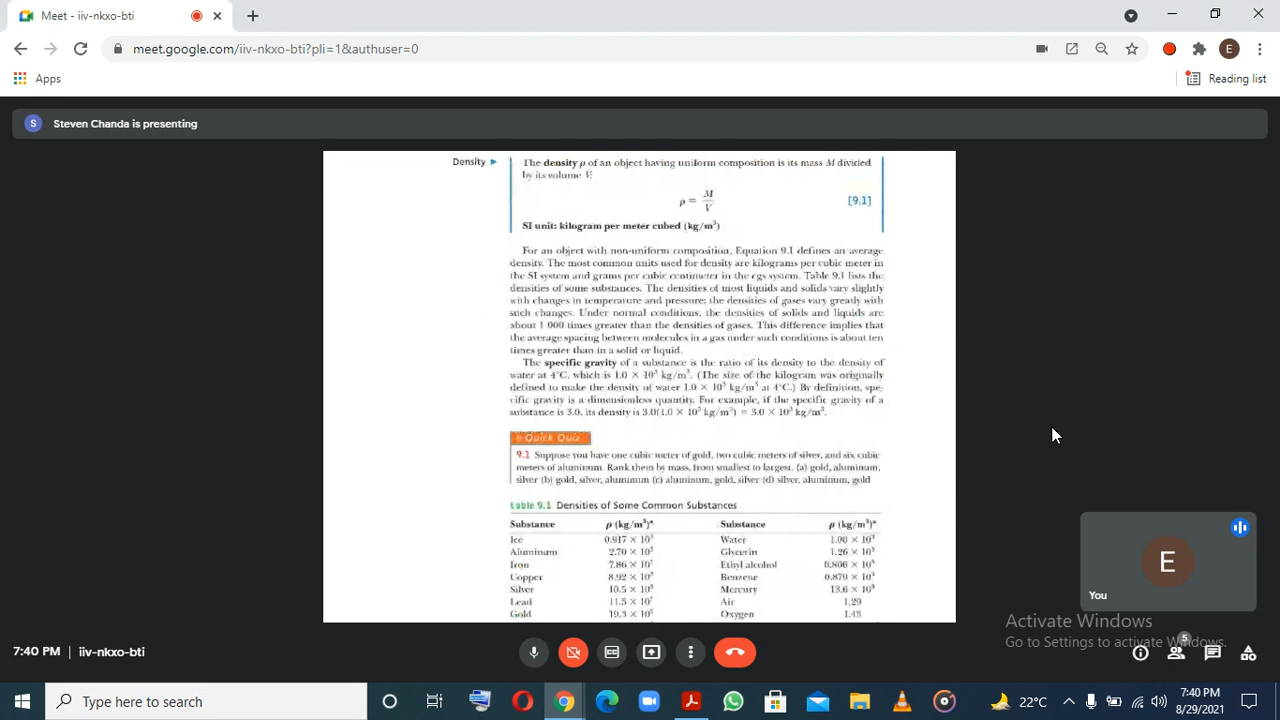 Meet - iiv-nkxo-bti
meet.google.com/iiv-nkxo-bti?pli=1&authuser=0
E
Apps
Reading list
S Steven Chanda is presenting
Density ►
The density ρ of an object having uniform composition is its mass M divided
by its volume V:
ρ = M/V [9.1]
SI unit: kilogram per meter cubed (kg/m³)
For an object with non-uniform composition, Equation 9.1 defines an average
density. The most common units used for density are kilograms per cubic meter in
the SI system and grams per cubic centimeter in the cgs system. Table 9.1 lists the
densities of some substances. The densities of most liquids and solids vary slightly
with changes in temperature and pressure; the densities of gases vary greatly with
such changes. Under normal conditions, the densities of solids and liquids are
about 1 000 times greater than the densities of gases. This difference implies that
the average spacing between molecules in a gas under such conditions is about ten
times greater than in a solid or liquid.
The specific gravity of a substance is the ratio of its density to the density of
water at 4°C, which is 1.0 × 10³ kg/m³. (The size of the kilogram was originally
defined to make the density of water 1.0 × 10³ kg/m³ at 4°C.) By definition, spe-
cific gravity is a dimensionless quantity. For example, if the specific gravity of a
substance is 3.0, its density is 3.0(1.0 × 10³ kg/m³) = 3.0 × 10³ kg/m³.
Quick Quiz
9.1 Suppose you have one cubic meter of gold, two cubic meters of silver, and six cubic
meters of aluminum. Rank them by mass, from smallest to largest. (a) gold, aluminum,
silver (b) gold, silver, aluminum (c) aluminum, gold, silver (d) silver, aluminum, gold
table 9.1 Densities of Some Common Substances
Substance ρ (kg/m³)ᵃ Substance ρ (kg/m³)ᵃ
Ice 0.917 × 10³ Water 1.00 × 10³
Aluminum 2.70 × 10³ Glycerin 1.26 × 10³
Iron 7.86 × 10³ Ethyl alcohol 0.806 × 10³
Copper 8.92 × 10³ Benzene 0.879 × 10³
Silver 10.5 × 10³ Mercury 13.6 × 10³
Lead 11.3 × 10³ Air 1.29
Gold 19.3 × 10³ Oxygen 1.43
E
You
Activate Windows
Go to Settings to activate Windows.
7:40 PM | iiv-nkxo-bti
5
Type here to search
22°C
7:40 PM
8/29/2021